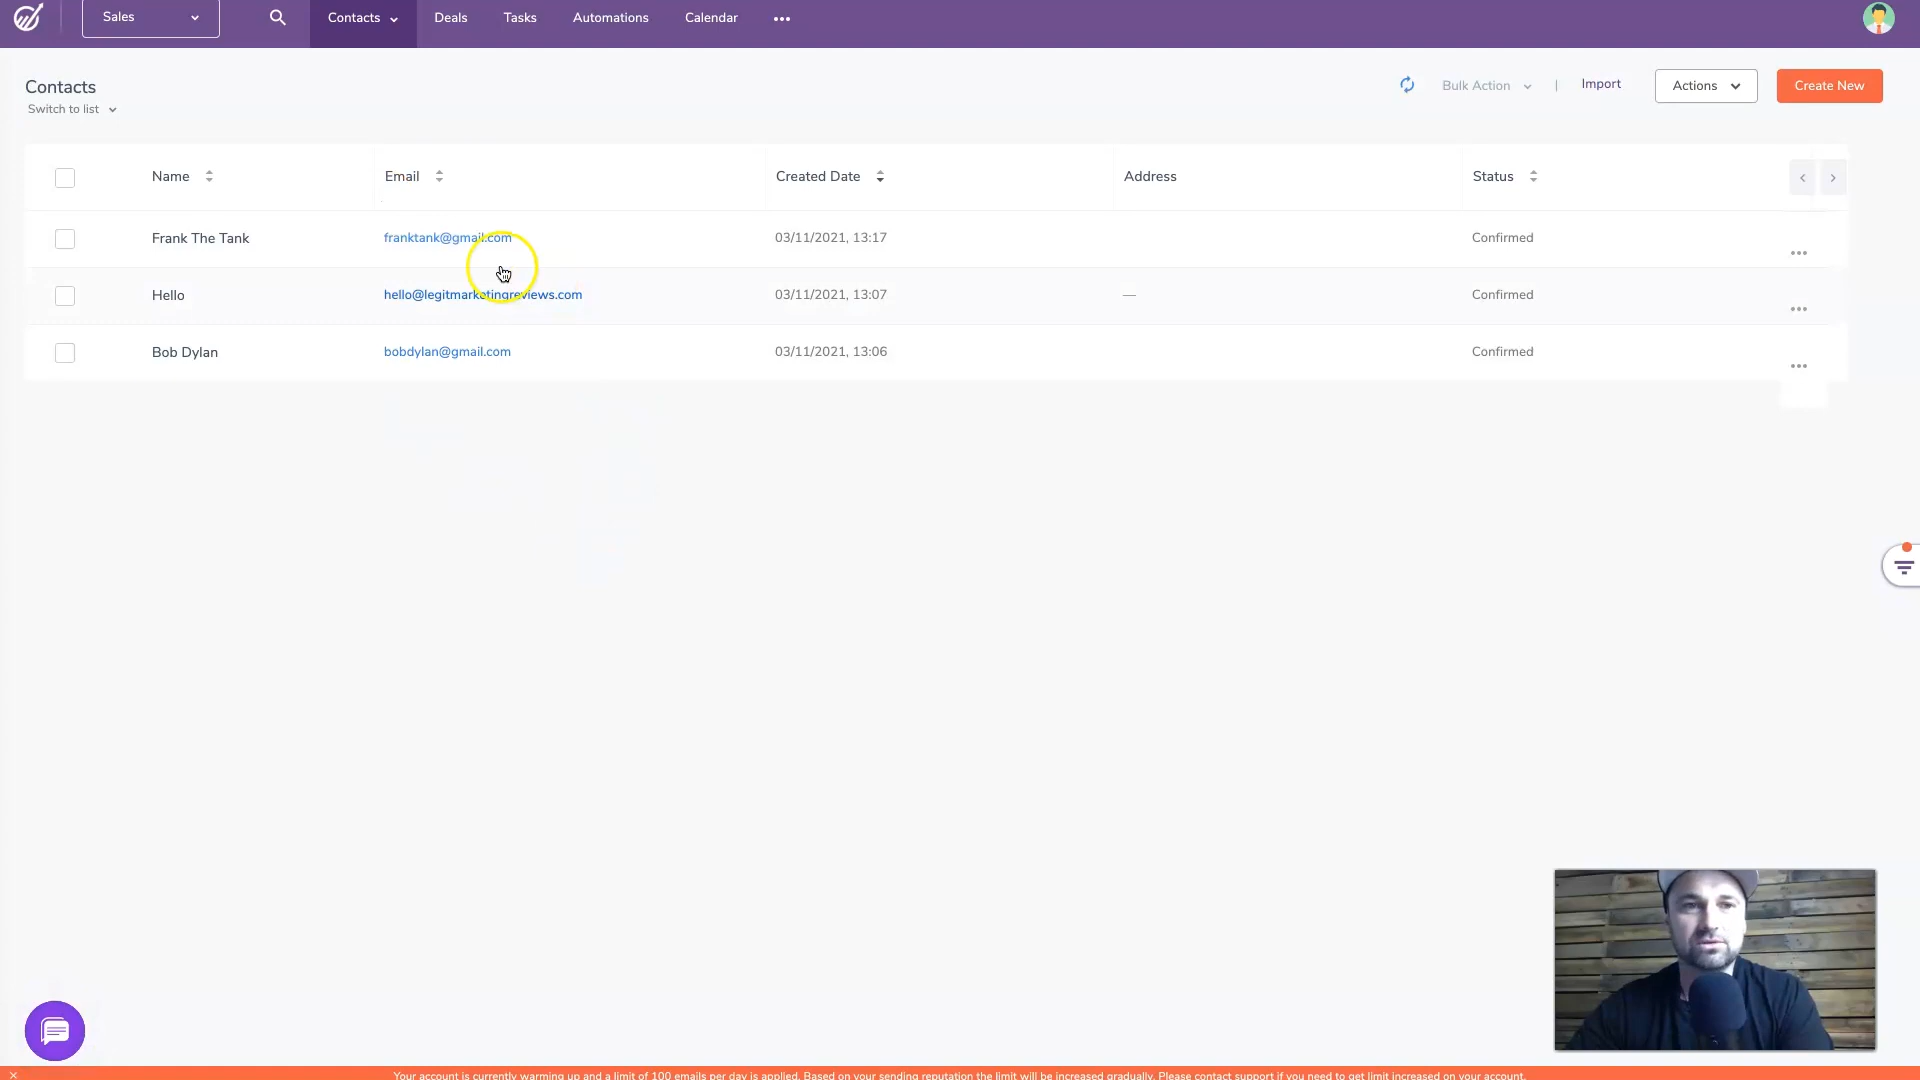 Sales
Contacts
Deals
Tasks
Automations
Calendar
Contacts
Switch to list
Bulk Action
|
Import
Actions
Create New
Name
Email
Created Date
Address
Status
Frank The Tank
franktank@gmail.com
03/11/2021, 13:17
Confirmed
Hello
hello@legitmarketingreviews.com
03/11/2021, 13:07
—
Confirmed
Bob Dylan
bobdylan@gmail.com
03/11/2021, 13:06
Confirmed
Your account is currently warming up and a limit of 100 emails per day is applied. Based on your sending reputation the limit will be increased gradually. Please contact support if you need to get limit increased on your account.